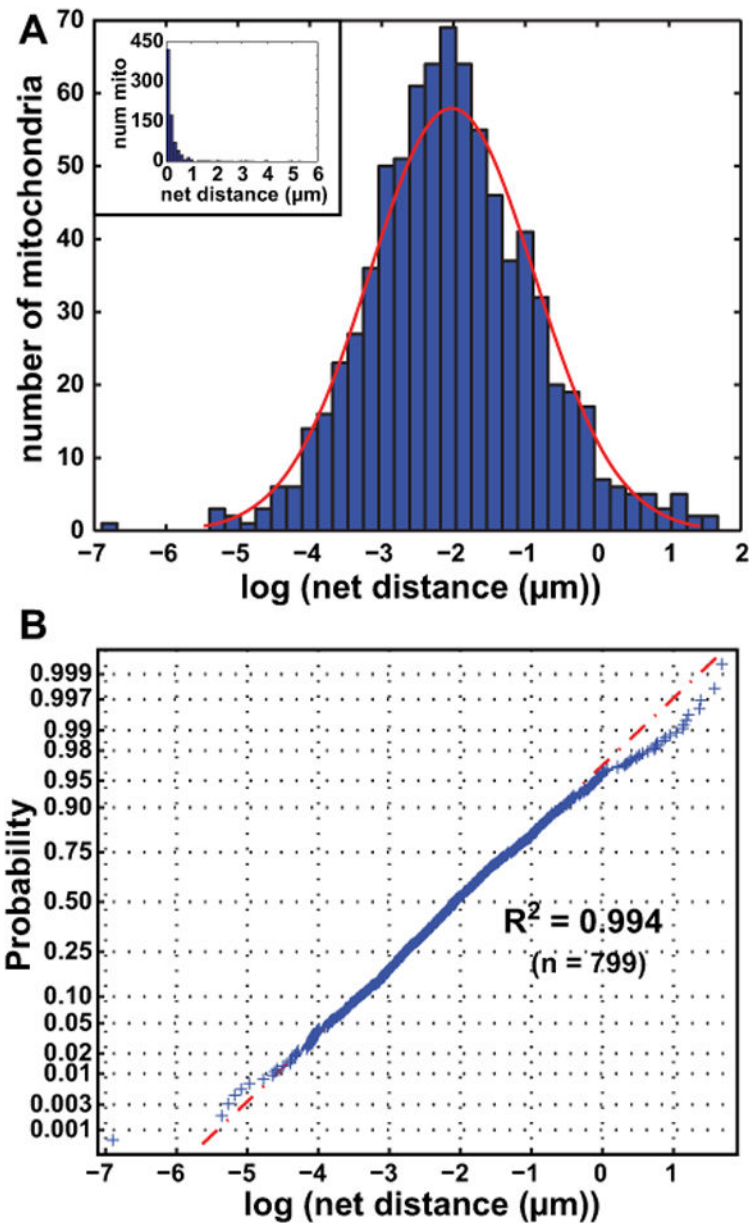 A
70
60
50
40
30
20
10
0
number of mitochondria
450
300
150
0
num mito
0 1 2 3 4 5 6
net distance (µm)
−7 −6 −5 −4 −3 −2 −1 0 1 2
log (net distance (µm))
B
0.999
0.997
0.99
0.98
0.95
0.90
0.75
0.50
0.25
0.10
0.05
0.02
0.01
0.003
0.001
Probability
R² = 0.994
(n = 799)
−7 −6 −5 −4 −3 −2 −1 0 1
log (net distance (µm))